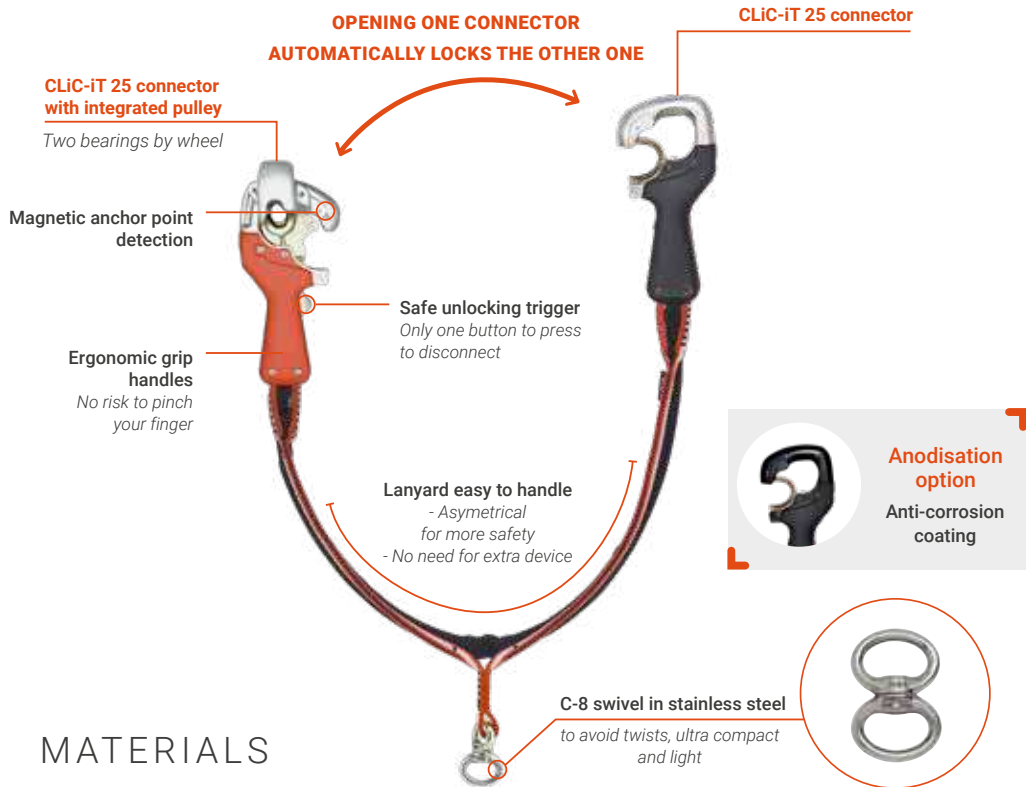 OPENING ONE CONNECTOR
AUTOMATICALLY LOCKS THE OTHER ONE
CLiC-iT 25 connector
CLiC-iT 25 connector
with integrated pulley
Two bearings by wheel
Magnetic anchor point
detection
Safe unlocking trigger
Only one button to press
to disconnect
Ergonomic grip
handles
No risk to pinch
your finger
Lanyard easy to handle
- Asymetrical
for more safety
- No need for extra device
Anodisation
option
Anti-corrosion
coating
C-8 swivel in stainless steel
to avoid twists, ultra compact
and light
MATERIALS